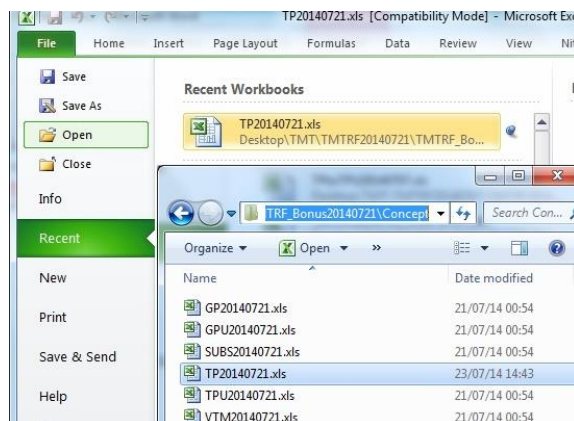 TP20140721.xls [Compatibility Mode] - Microsoft Exc
File Home Insert Page Layout Formulas Data Review View Nit
Save
Save As
Open
Close
Info
Recent
New
Print
Save & Send
Help
Recent Workbooks
TP20140721.xls
Desktop\TMT\TMTRF20140721\TMTRF_Bo...
TRF_Bonus20140721\Concept
Search Con...
Organize Open »
Name Date modified
GP20140721.xls 21/07/14 00:54
GPU20140721.xls 21/07/14 00:54
SUBS20140721.xls 21/07/14 00:54
TP20140721.xls 23/07/14 14:43
TPU20140721.xls 21/07/14 00:54
VTM20140721.xls 21/07/14 00:54